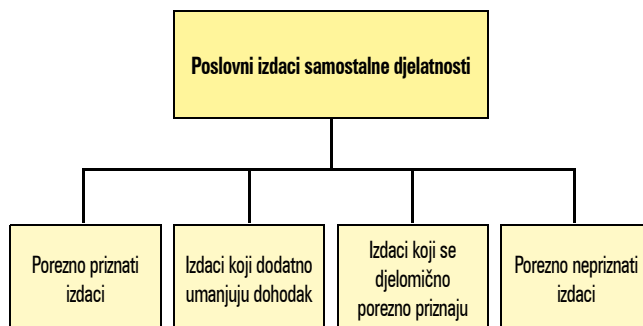 Poslovni izdaci samostalne djelatnosti
Porezno priznati
izdaci
Izdaci koji dodatno
umanjuju dohodak
Izdaci koji se
djelomično
porezno priznaju
Porezno nepriznati
izdaci